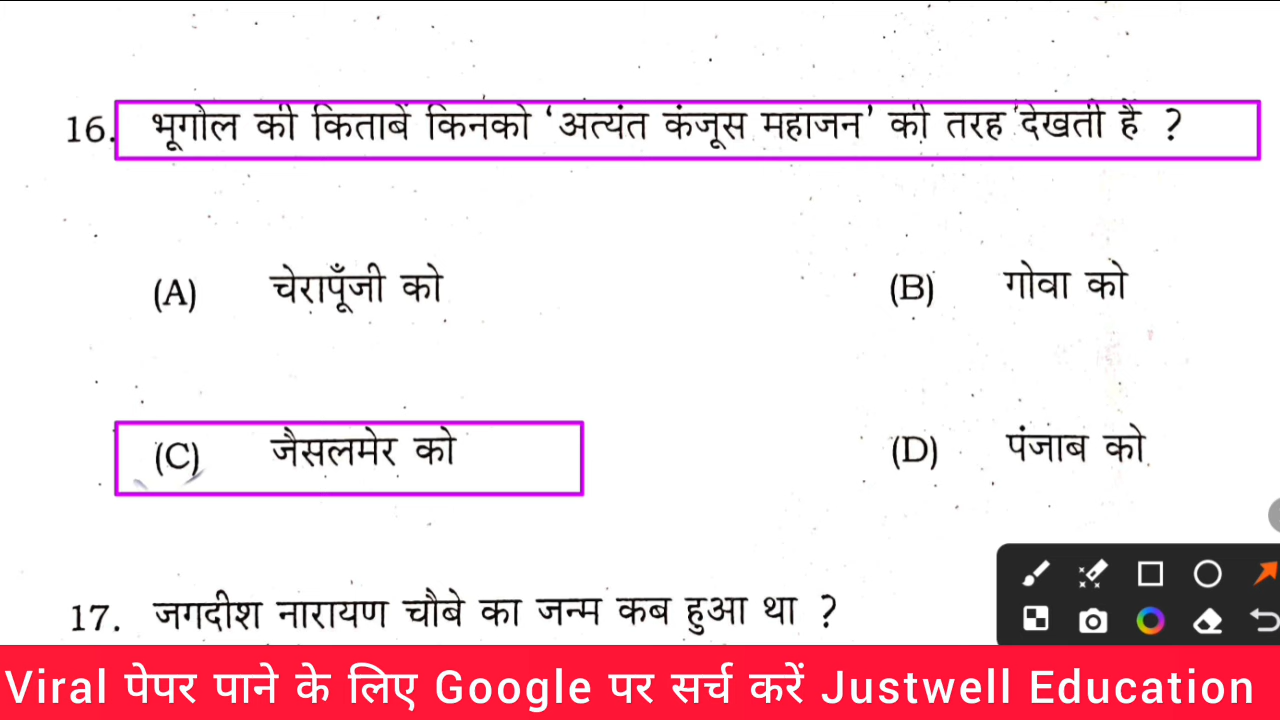 16. भूगोल की किताबें किनको ‘अत्यंत कंजूस महाजन’ की तरह देखती हैं ?
(A) चेरापूँजी को (B) गोवा को
(C) जैसलमेर को (D) पंजाब को
17. जगदीश नारायण चौबे का जन्म कब हुआ था ?
Viral पेपर पाने के लिए Google पर सर्च करें Justwell Education